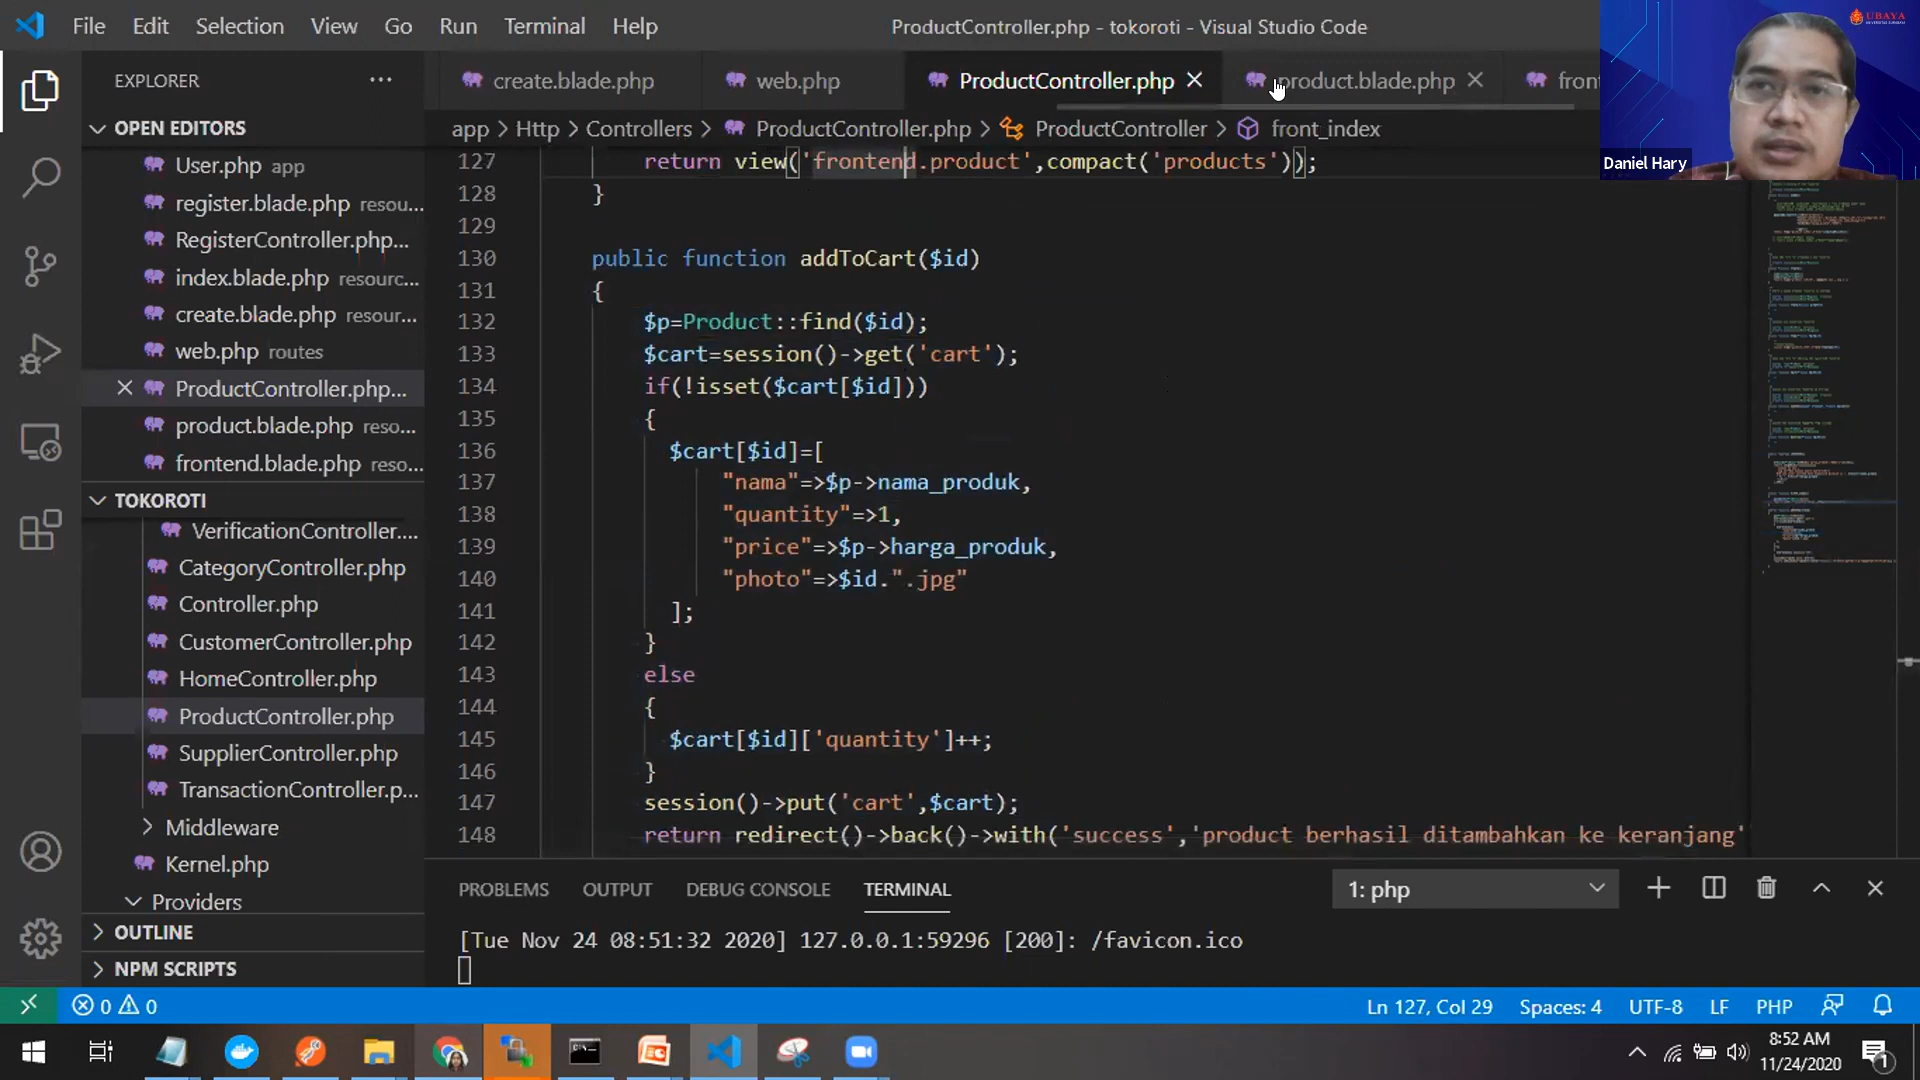 File Edit Selection View Go Run Terminal Help
ProductController.php - tokoroti - Visual Studio Code
UBAYA
EXPLORER
create.blade.php
web.php
ProductController.php
product.blade.php
fron
Daniel Hary
OPEN EDITORS
app > Http > Controllers > ProductController.php > ProductController > front_index
User.php app
register.blade.php resou...
RegisterController.php...
index.blade.php resourc...
create.blade.php resour...
web.php routes
ProductController.php...
product.blade.php reso...
frontend.blade.php reso...
TOKOROTI
VerificationController....
CategoryController.php
Controller.php
CustomerController.php
HomeController.php
ProductController.php
SupplierController.php
TransactionController.p...
Middleware
Kernel.php
Providers
OUTLINE
NPM SCRIPTS
127 return view('frontend.product',compact('products'));
128 }
129
130 public function addToCart($id)
131 {
132 $p=Product::find($id);
133 $cart=session()->get('cart');
134 if(!isset($cart[$id]))
135 {
136 $cart[$id]=[
137 "nama"=>$p->nama_produk,
138 "quantity"=>1,
139 "price"=>$p->harga_produk,
140 "photo"=>$id.".jpg"
141 ];
142 }
143 else
144 {
145 $cart[$id]['quantity']++;
146 }
147 session()->put('cart',$cart);
148 return redirect()->back()->with('success','product berhasil ditambahkan ke keranjang'
PROBLEMS OUTPUT DEBUG CONSOLE TERMINAL
1: php
[Tue Nov 24 08:51:32 2020] 127.0.0.1:59296 [200]: /favicon.ico
0 0
Ln 127, Col 29 Spaces: 4 UTF-8 LF PHP
8:52 AM
11/24/2020
1